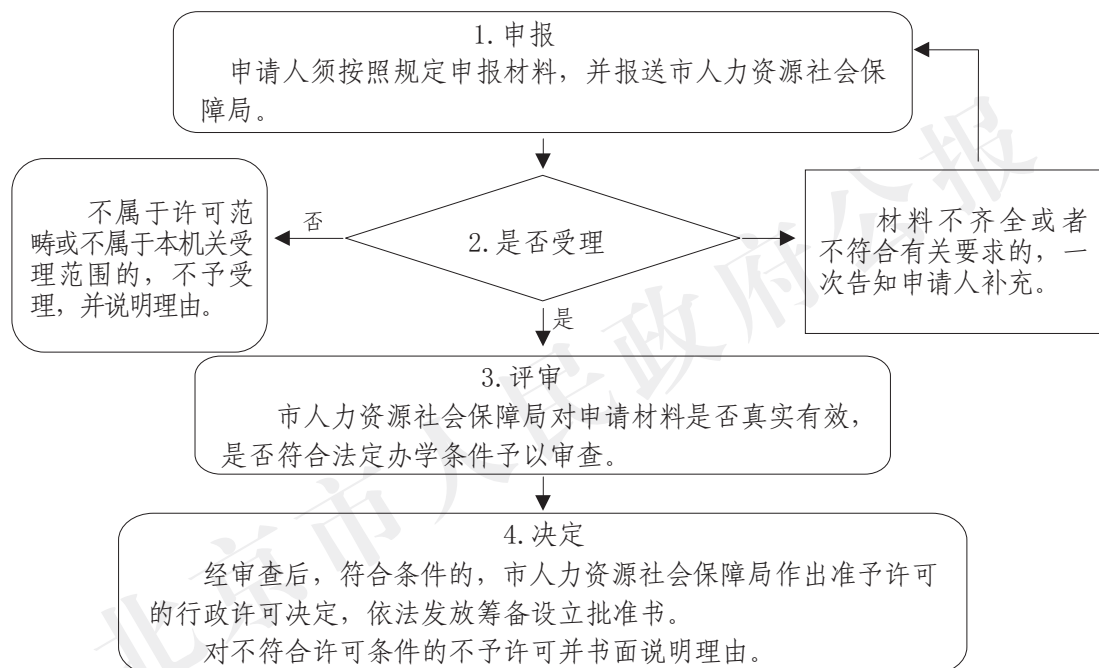 1.申报
申请人须按照规定申报材料，并报送市人力资源社会保
障局。
不属于许可范
畴或不属于本机关受
理范围的，不予受
理，并说明理由。
否
2.是否受理
材料不齐全或者
不符合有关要求的，一
次告知申请人补充。
是
3.评审
市人力资源社会保障局对申请材料是否真实有效，
是否符合法定办学条件予以审查。
4.决定
经审查后，符合条件的，市人力资源社会保障局作出准予许可
的行政许可决定，依法发放筹备设立批准书。
对不符合许可条件的不予许可并书面说明理由。
北京市人民政府公报